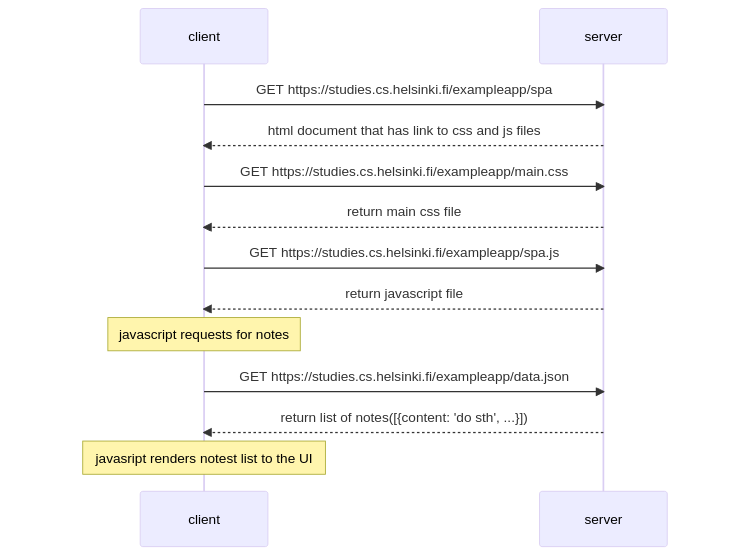 client
server
GET https://studies.cs.helsinki.fi/exampleapp/spa
html document that has link to css and js files
GET https://studies.cs.helsinki.fi/exampleapp/main.css
return main css file
GET https://studies.cs.helsinki.fi/exampleapp/spa.js
return javascript file
javascript requests for notes
GET https://studies.cs.helsinki.fi/exampleapp/data.json
return list of notes([{content: 'do sth', ...}])
javasript renders notest list to the UI
client
server